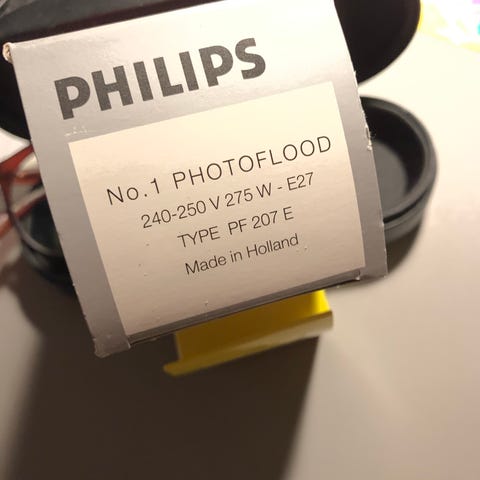 PHILIPS
No.1 PHOTOFLOOD
240-250 V 275 W - E27
TYPE PF 207 E
Made in Holland